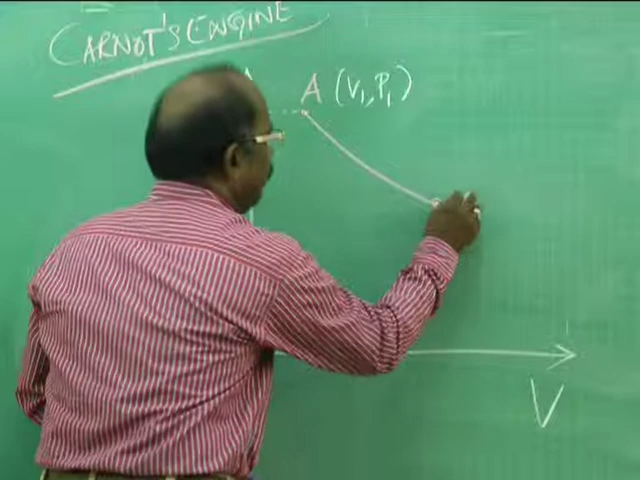 CARNOT'S ENGINE
A (V₁, P₁)
V